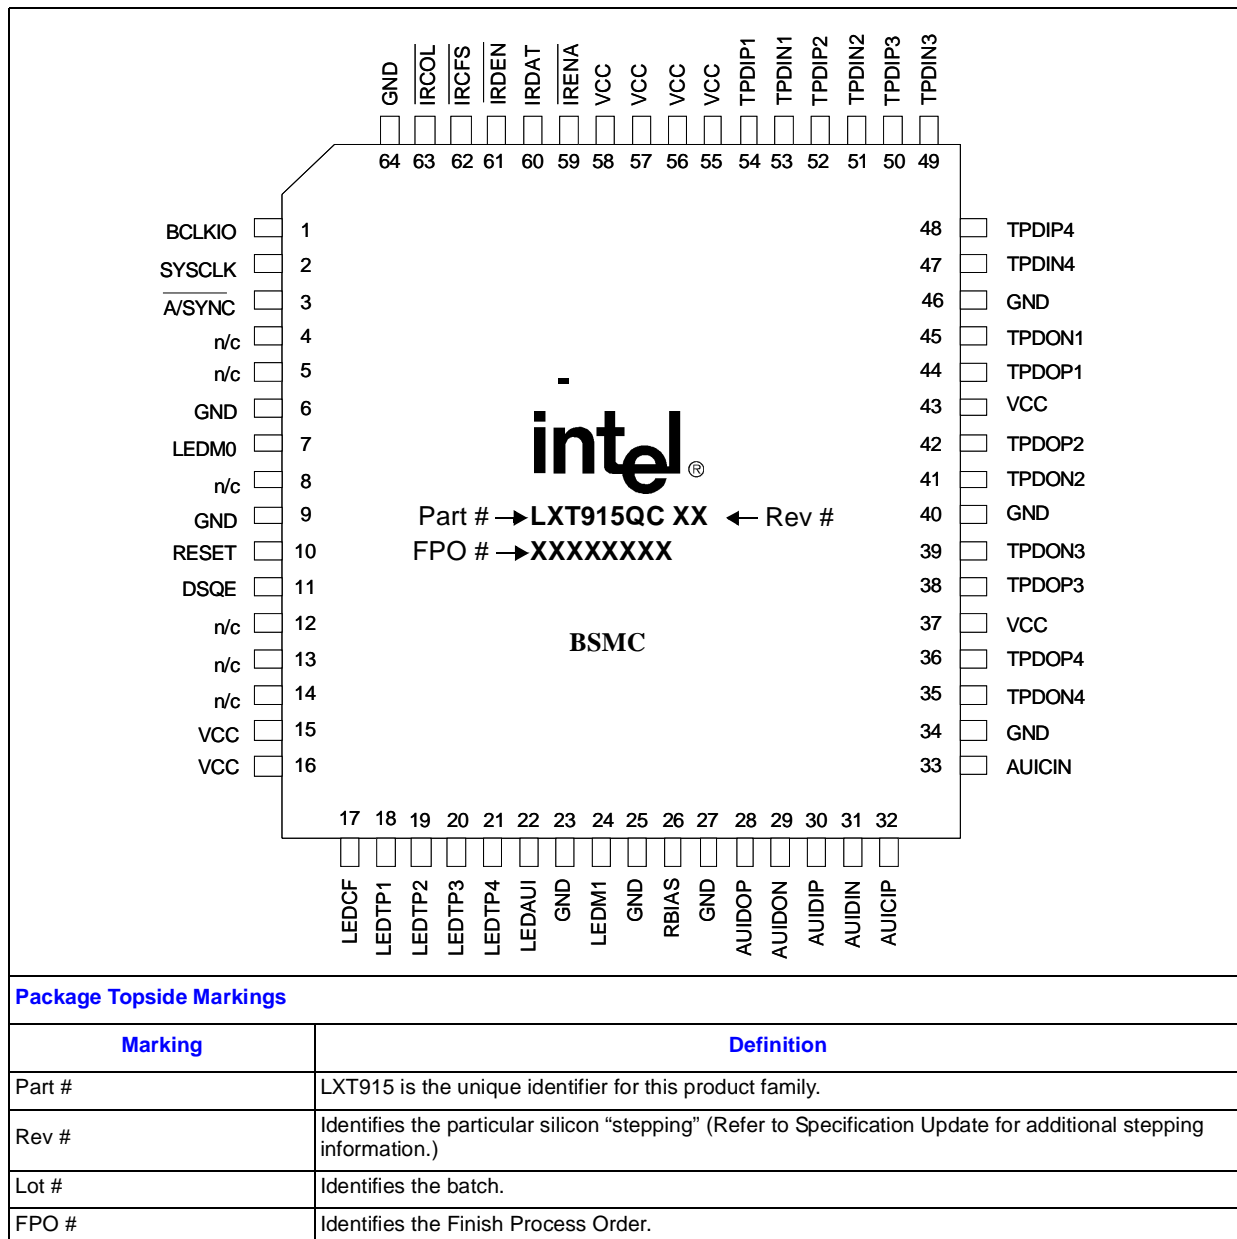 GND IRCOL IRCFS IRDEN IRDAT IRENA VCC VCC VCC VCC TPDIP1 TPDIN1 TPDIP2 TPDIN2 TPDIP3 TPDIN3
64 63 62 61 60 59 58 57 56 55 54 53 52 51 50 49
BCLKIO 1 48 TPDIP4
SYSCLK 2 47 TPDIN4
A/SYNC 3 46 GND
n/c 4 45 TPDON1
n/c 5 44 TPDOP1
GND 6 43 VCC
LEDM0 7 42 TPDOP2
n/c 8 41 TPDON2
GND 9 40 GND
RESET 10 39 TPDON3
DSQE 11 38 TPDOP3
n/c 12 37 VCC
n/c 13 36 TPDOP4
n/c 14 35 TPDON4
VCC 15 34 GND
VCC 16 33 AUICIN
intel®
Part # LXT915QC XX Rev #
FPO # XXXXXXXX
BSMC
17 18 19 20 21 22 23 24 25 26 27 28 29 30 31 32
LEDCF LEDTP1 LEDTP2 LEDTP3 LEDTP4 LEDAUI GND LEDM1 GND RBIAS GND AUIDOP AUIDON AUIDIP AUIDIN AUICIP
Package Topside Markings
Marking Definition
Part # LXT915 is the unique identifier for this product family.
Rev # Identifies the particular silicon “stepping” (Refer to Specification Update for additional stepping
information.)
Lot # Identifies the batch.
FPO # Identifies the Finish Process Order.